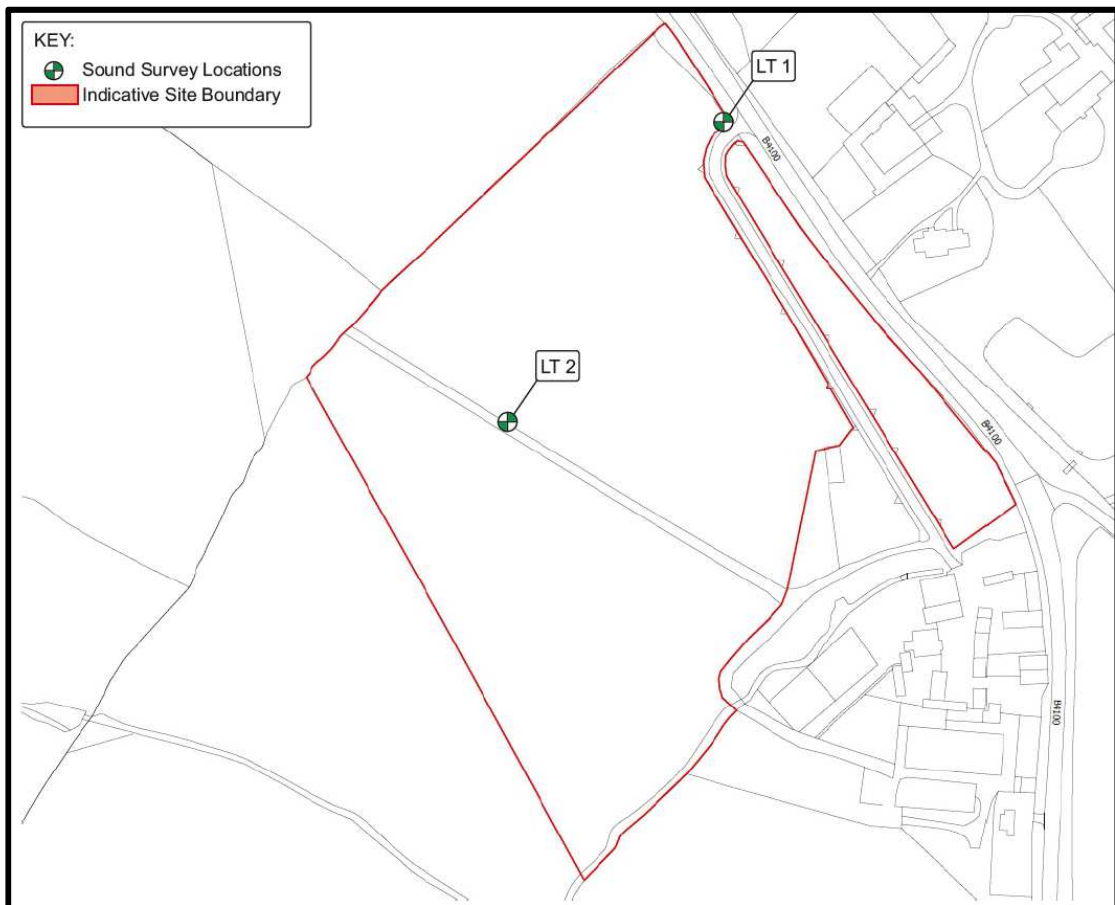 KEY:
Sound Survey Locations
Indicative Site Boundary
LT 1
B4100
LT 2
B4100
B4100